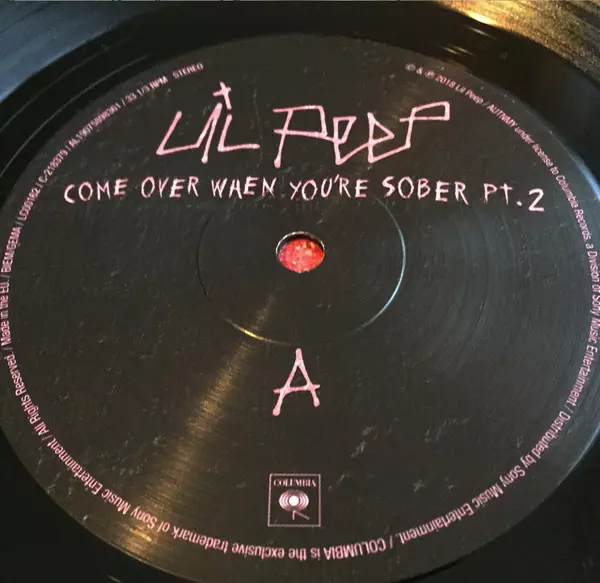 LiL PEEP
COME OVER WHEN YOU'RE SOBER PT.2
A
COLUMBIA
℗ 2018 Lil Peep / AUTNMY under license to Columbia Records, a Division of Sony Music Entertainment / Distributed by Sony Music Entertainment. / COLUMBIA is the exclusive trademark of Sony Music Entertainment / All Rights Reserved. / Made in the EU. / BIEM/GEMA / 33 1/3 RPM STEREO